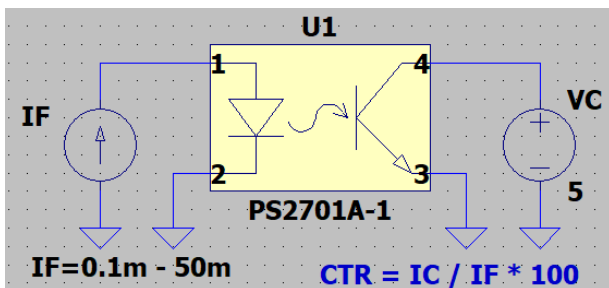 U1
1
4
IF
VC
2
3
5
PS2701A-1
IF=0.1m - 50m
CTR = IC / IF * 100